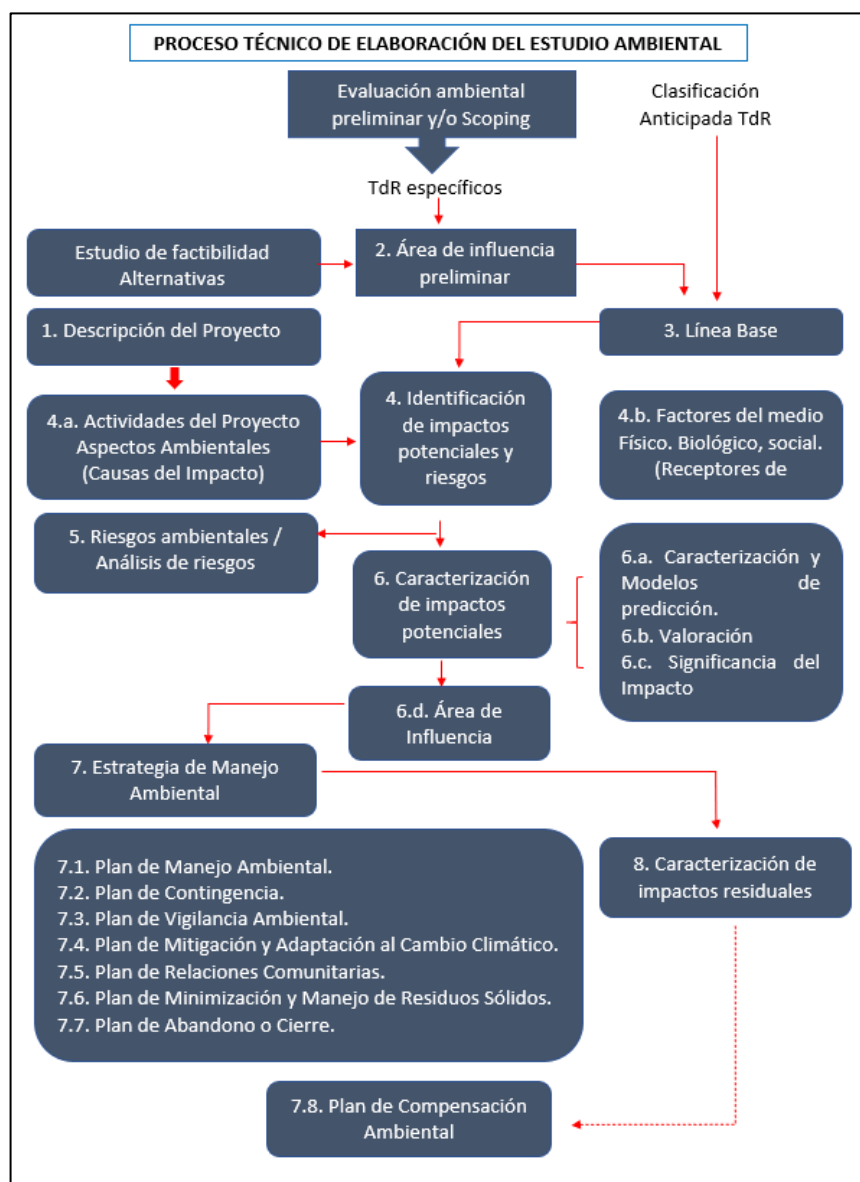 PROCESO TÉCNICO DE ELABORACIÓN DEL ESTUDIO AMBIENTAL
Evaluación ambiental
preliminar y/o Scoping
Clasificación
Anticipada TdR
TdR específicos
Estudio de factibilidad
Alternativas
2. Área de influencia
preliminar
1. Descripción del Proyecto
3. Línea Base
4.a. Actividades del Proyecto
Aspectos Ambientales
(Causas del Impacto)
4. Identificación
de impactos
potenciales y
riesgos
4.b. Factores del medio
Físico. Biológico, social.
(Receptores de
5. Riesgos ambientales /
Análisis de riesgos
6. Caracterización
de impactos
potenciales
6.a. Caracterización y
Modelos de
predicción.
6.b. Valoración
6.c. Significancia del
Impacto
6.d. Área de
Influencia
7. Estrategia de Manejo
Ambiental
7.1. Plan de Manejo Ambiental.
7.2. Plan de Contingencia.
7.3. Plan de Vigilancia Ambiental.
7.4. Plan de Mitigación y Adaptación al Cambio Climático.
7.5. Plan de Relaciones Comunitarias.
7.6. Plan de Minimización y Manejo de Residuos Sólidos.
7.7. Plan de Abandono o Cierre.
8. Caracterización de
impactos residuales
7.8. Plan de Compensación
Ambiental